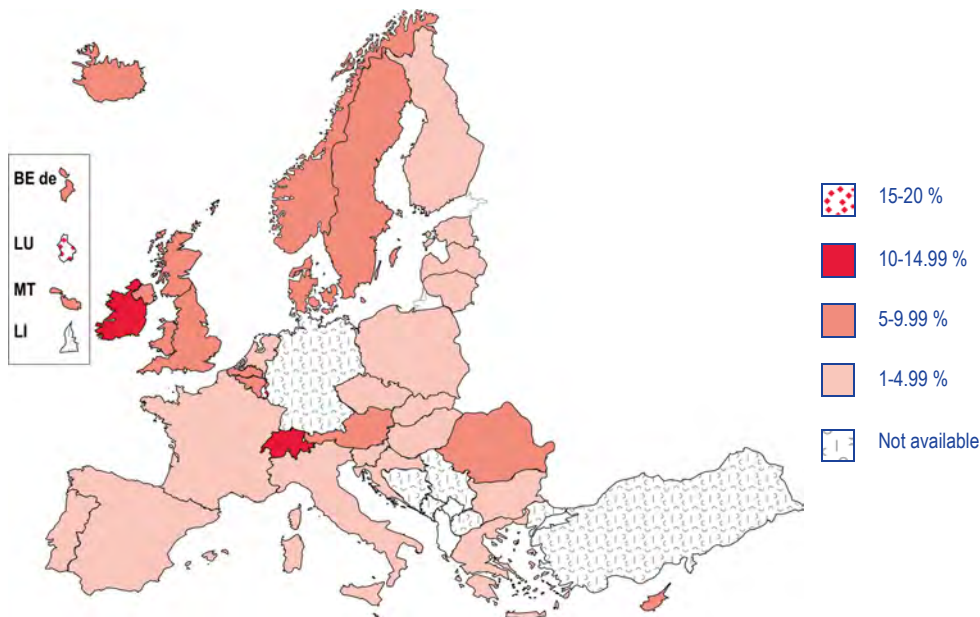 BE de
LU
MT
LI
15-20 %
10-14.99 %
5-9.99 %
1-4.99 %
Not available